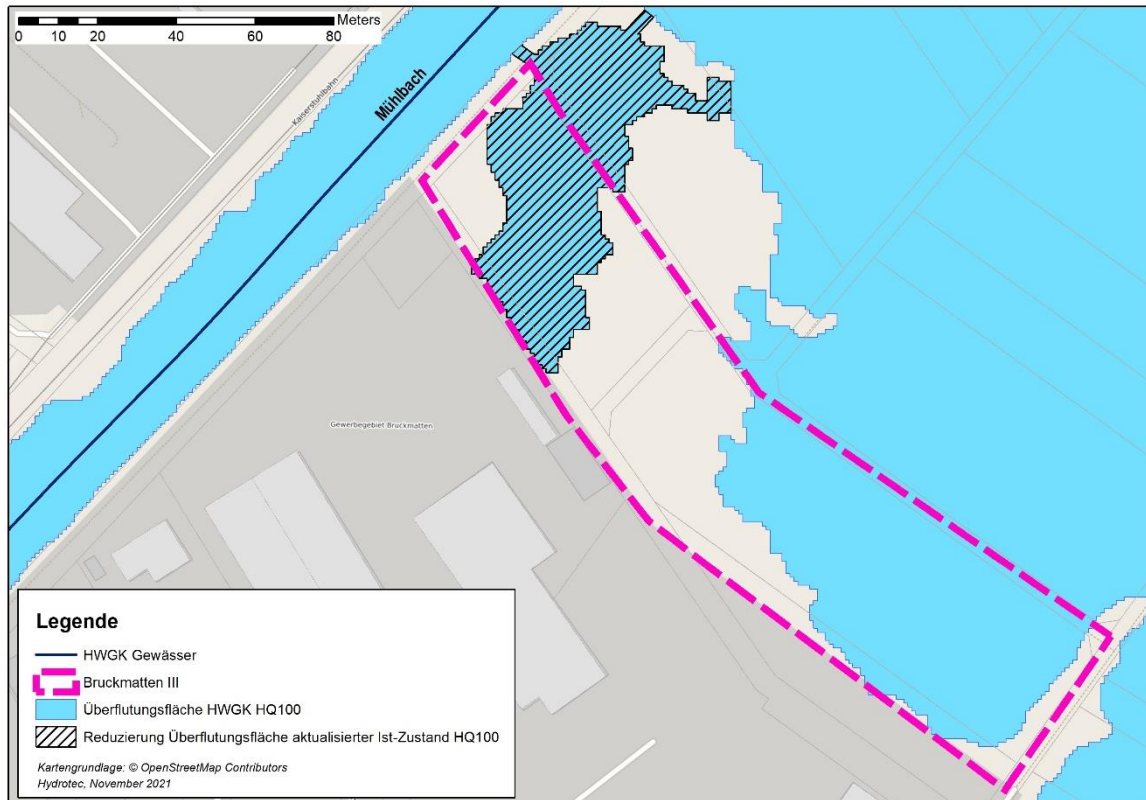 Meters
0 10 20 40 60 80
Kaiserstuhlbahn
Mühlbach
Gewerbegebiet Bruckmatten
Legende
HWGK Gewässer
Bruckmatten III
Überflutungsfläche HWGK HQ100
Reduzierung Überflutungsfläche aktualisierter Ist-Zustand HQ100
Kartengrundlage: © OpenStreetMap Contributors
Hydrotec, November 2021